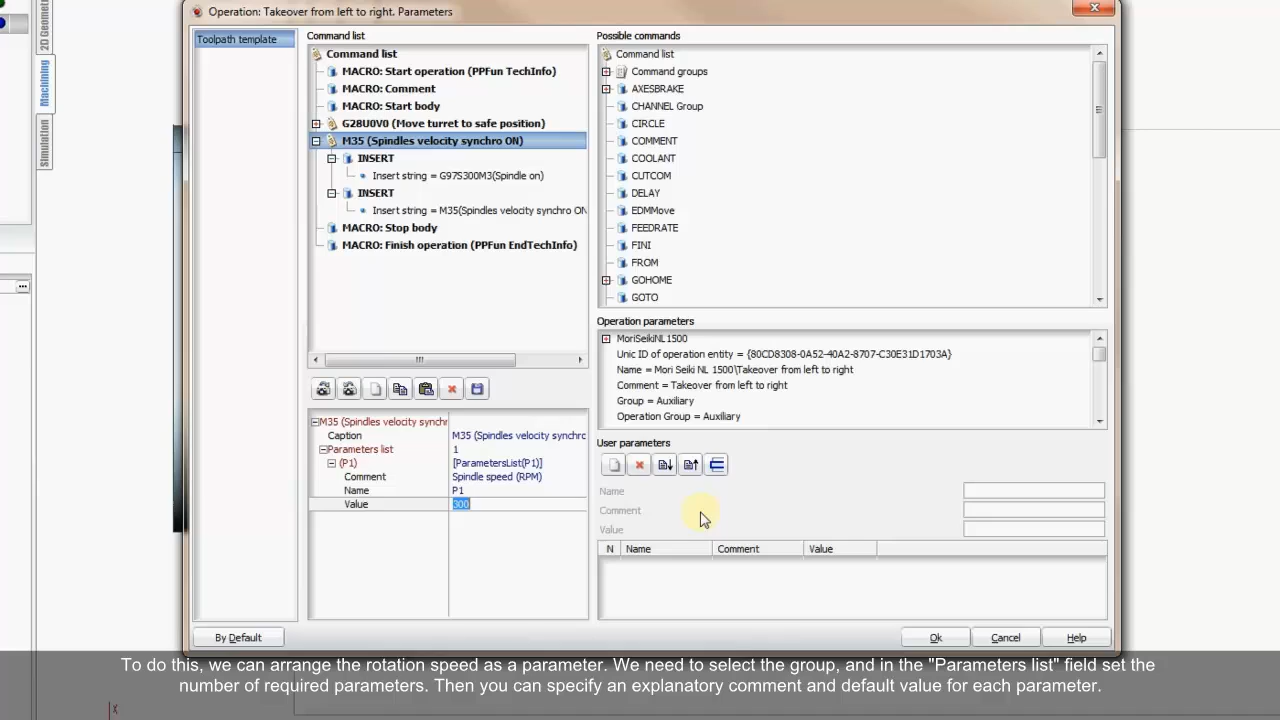 Operation: Takeover from left to right. Parameters
2D Geomet
Machining
Simulation
Toolpath template
Command list
Command list
MACRO: Start operation (PPFun TechInfo)
MACRO: Comment
MACRO: Start body
G28U0V0 (Move turret to safe position)
M35 (Spindles velocity synchro ON)
INSERT
Insert string = G97S300M3(Spindle on)
INSERT
Insert string = M35(Spindles velocity synchro ON
MACRO: Stop body
MACRO: Finish operation (PPFun EndTechInfo)
M35 (Spindles velocity synchr
Caption
M35 (Spindles velocity synchrc
Parameters list
1
(P1)
[ParametersList(P1)]
Comment
Spindle speed (RPM)
Name
P1
Value
300
Possible commands
Command list
Command groups
AXESBRAKE
CHANNEL Group
CIRCLE
COMMENT
COOLANT
CUTCOM
DELAY
EDMMove
FEEDRATE
FINI
FROM
GOHOME
GOTO
Operation parameters
MoriSeikiNL1500
Unic ID of operation entity = {80CD8308-0A52-40A2-8707-C30E31D1703A}
Name = Mori Seiki NL 1500\Takeover from left to right
Comment = Takeover from left to right
Group = Auxiliary
Operation Group = Auxiliary
User parameters
Name
Comment
Value
N Name Comment Value
By Default
Ok Cancel Help
To do this, we can arrange the rotation speed as a parameter. We need to select the group, and in the "Parameters list" field set the
number of required parameters. Then you can specify an explanatory comment and default value for each parameter.
X